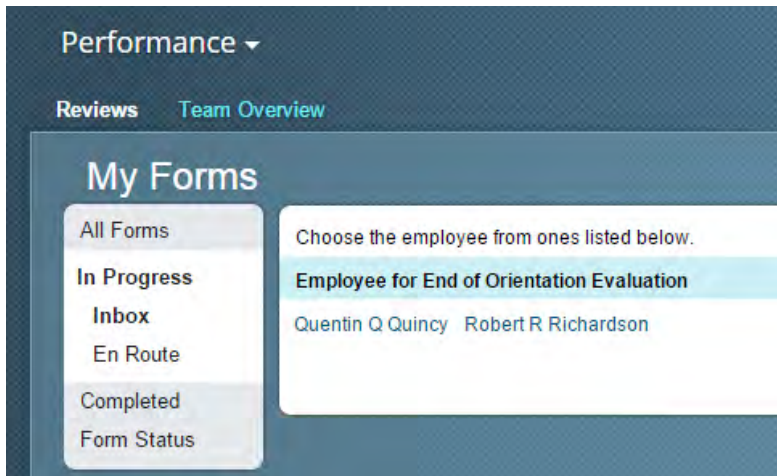 Performance
Reviews Team Overview
My Forms
All Forms
In Progress
Inbox
En Route
Completed
Form Status
Choose the employee from ones listed below.
Employee for End of Orientation Evaluation
Quentin Q Quincy Robert R Richardson